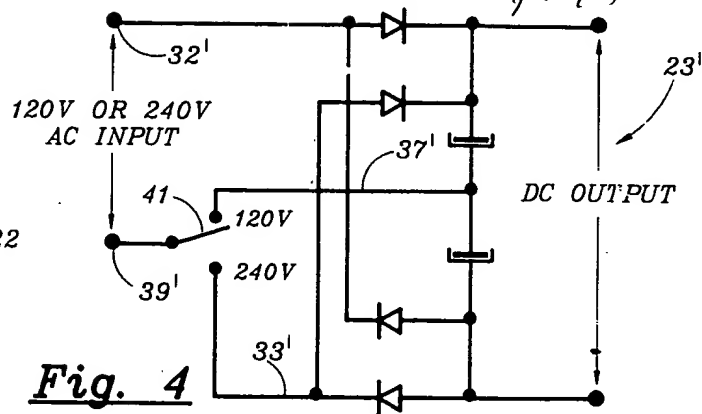 32'
23'
120V OR 240V
AC INPUT
37'
DC OUTPUT
41
120V
22
39'
240V
33'
Fig. 4